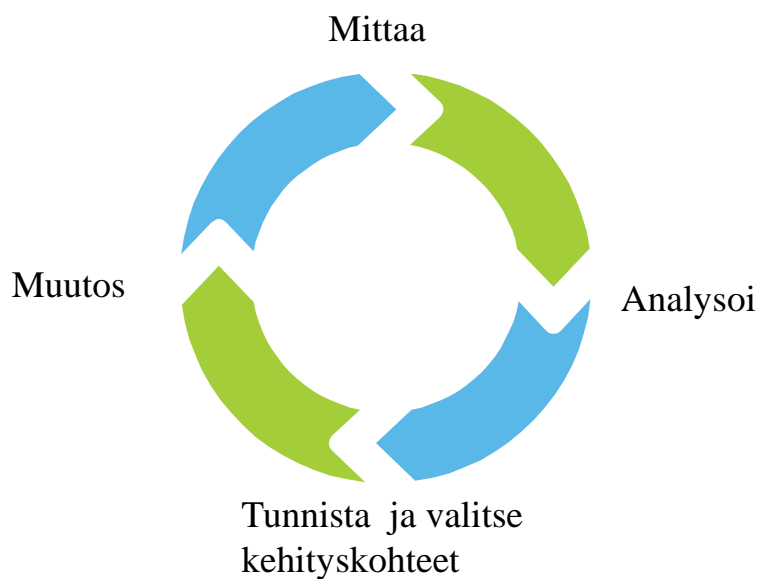 Mittaa
Muutos
Analysoi
Tunnista ja valitse
kehityskohteet